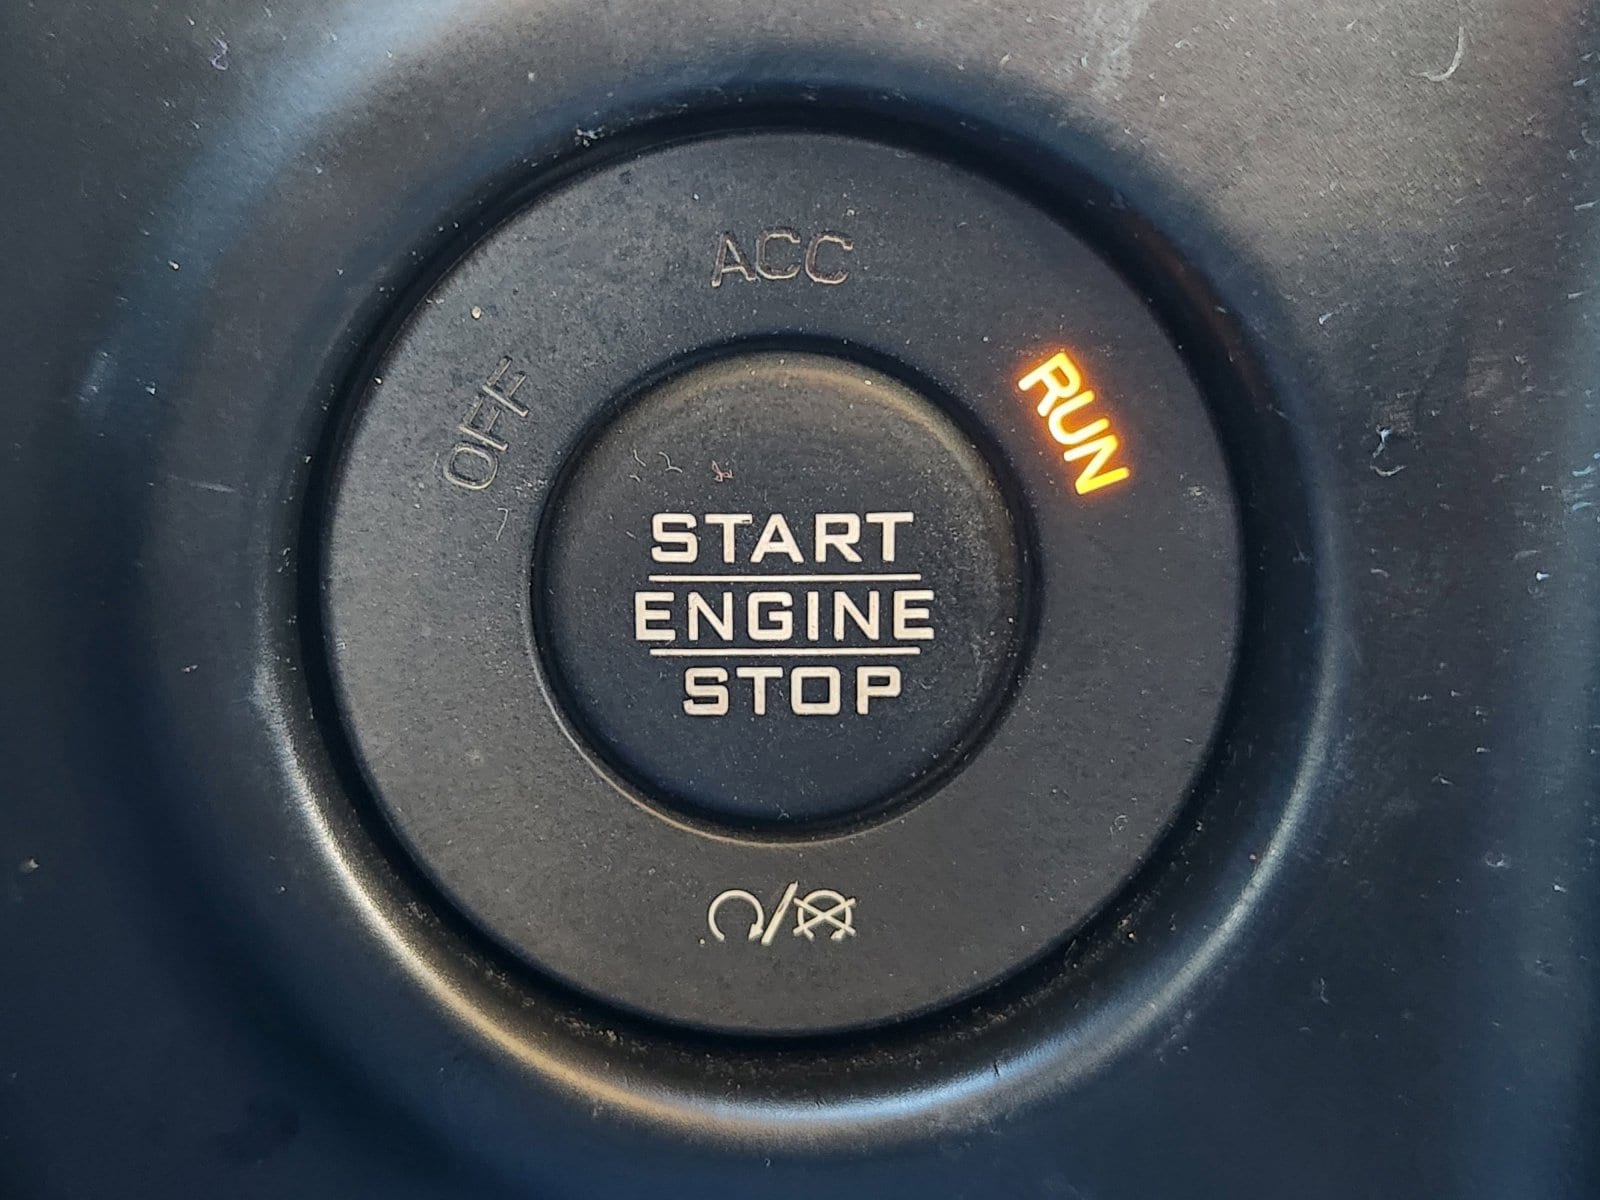 ACC
OFF
RUN
START
ENGINE
STOP